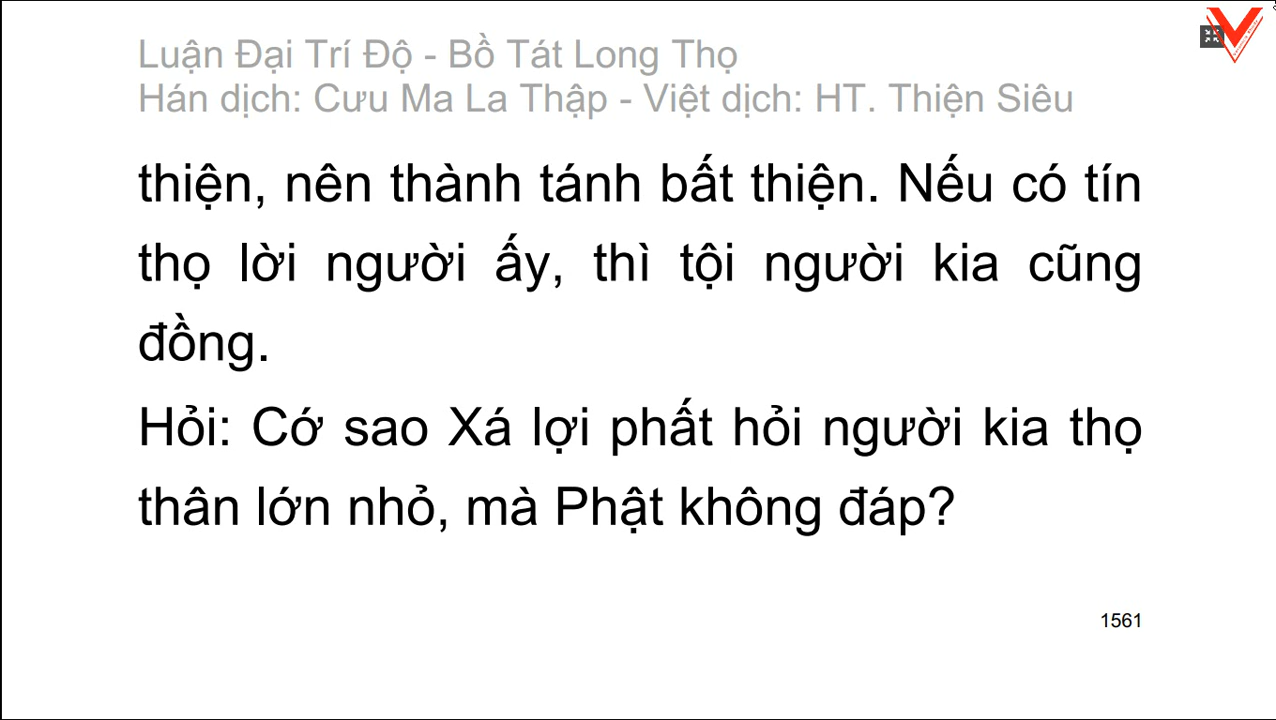 Luận Đại Trí Độ - Bồ Tát Long Thọ
Hán dịch: Cưu Ma La Thập - Việt dịch: HT. Thiện Siêu
thiện, nên thành tánh bất thiện. Nếu có tín
thọ lời người ấy, thì tội người kia cũng
đồng.
Hỏi: Cớ sao Xá lợi phất hỏi người kia thọ
thân lớn nhỏ, mà Phật không đáp?
1561